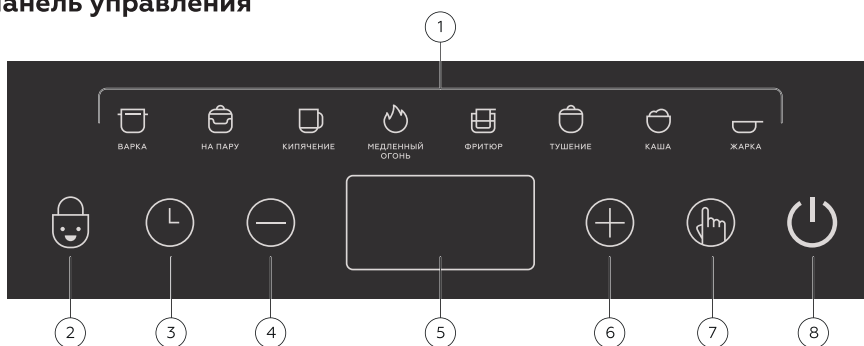 панель управления
1
ВАРКА НА ПАРУ КИПЯЧЕНИЕ МЕДЛЕННЫЙ ОГОНЬ ФРИТЮР ТУШЕНИЕ КАША ЖАРКА
2 3 4 5 6 7 8